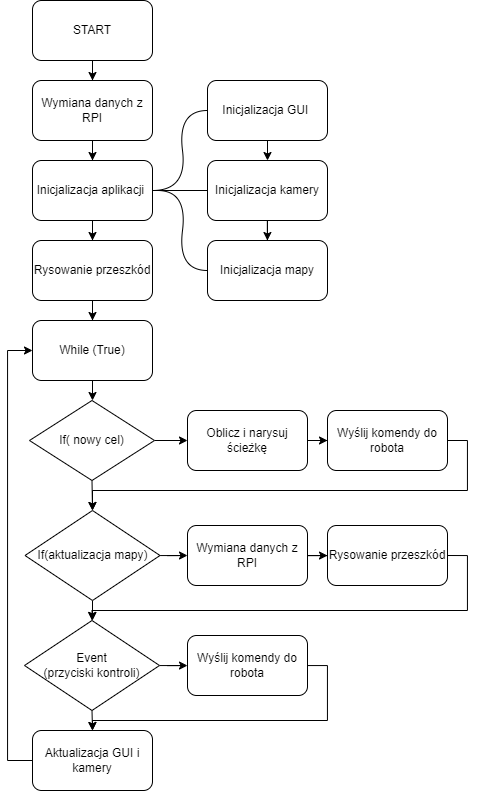 START
Wymiana danych z
RPI
Inicjalizacja GUI
Inicjalizacja aplikacji
Inicjalizacja kamery
Rysowanie przeszkód
Inicjalizacja mapy
While (True)
If( nowy cel)
Oblicz i narysuj
ścieżkę
Wyślij komendy do
robota
If(aktualizacja mapy)
Wymiana danych z
RPI
Rysowanie przeszkód
Event
(przyciski kontroli)
Wyślij komendy do
robota
Aktualizacja GUI i
kamery